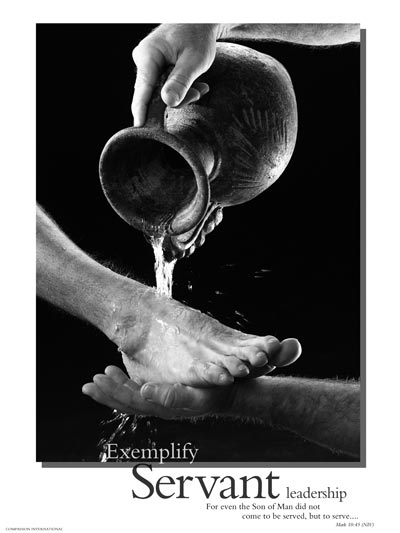 Exemplify
Servant leadership
For even the Son of Man did not
come to be served, but to serve....
Mark 10:45 (NIV)
COMPASSION INTERNATIONAL